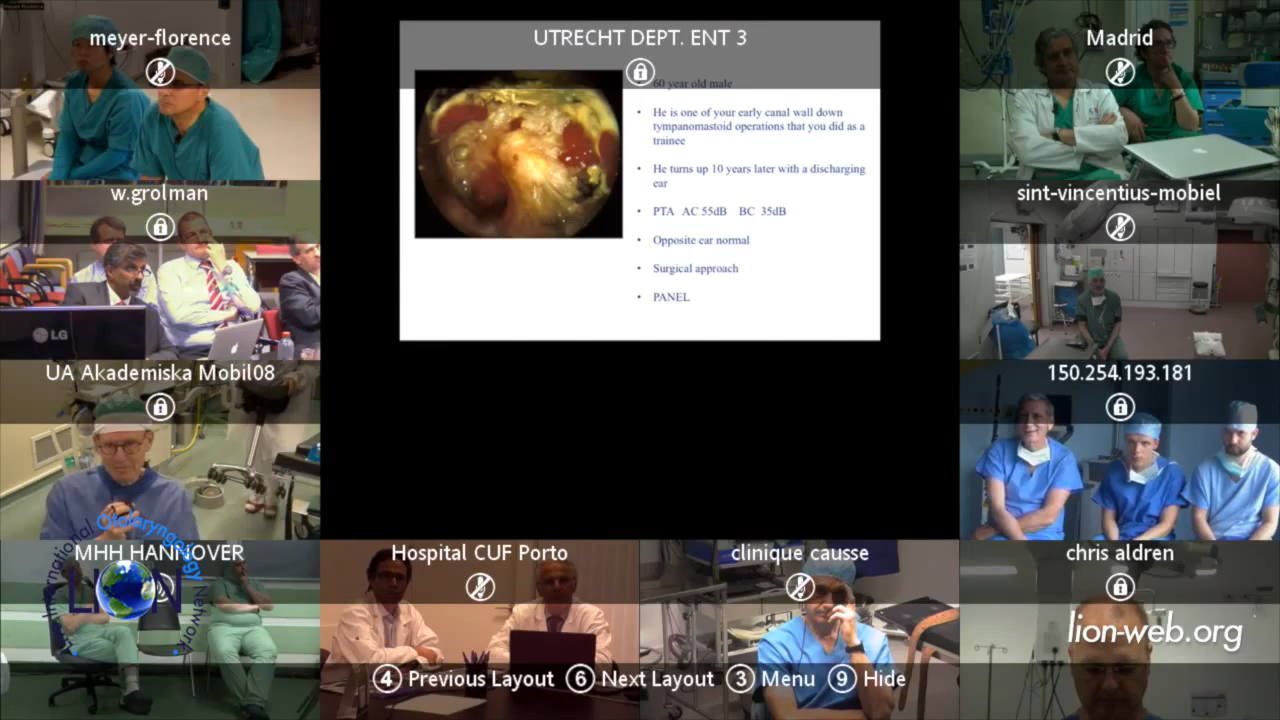 meyer-florence
UTRECHT DEPT. ENT 3
Madrid
60 year old male
• He is one of your early canal wall down
tympanomastoid operations that you did as a
trainee
• He turns up 10 years later with a discharging
ear
• PTA AC 55dB BC 35dB
• Opposite ear normal
• Surgical approach
• PANEL
w.grolman
LG
sint-vincentius-mobiel
UA Akademiska Mobil08
150.254.193.181
MHH HANNOVER
International Otolaryngology Network
LION
Hospital CUF Porto
clinique causse
chris aldren
lion-web.org
4 Previous Layout 6 Next Layout 3 Menu 9 Hide